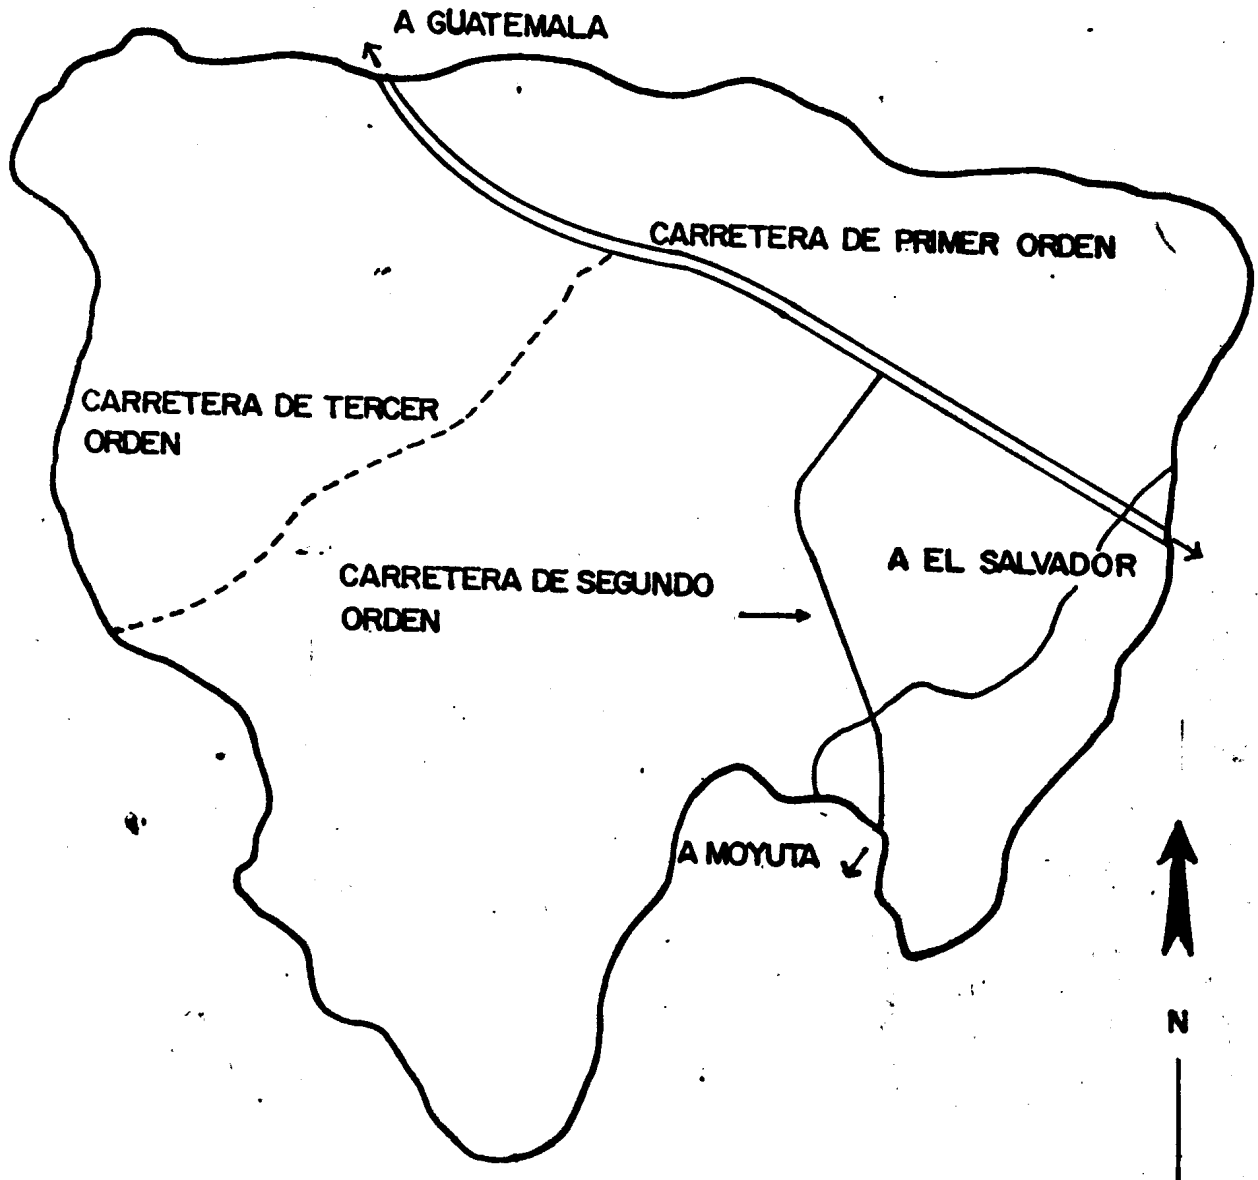 A GUATEMALA
CARRETERA DE PRIMER ORDEN
CARRETERA DE TERCER
ORDEN
A EL SALVADOR
CARRETERA DE SEGUNDO
ORDEN
A MOYUTA
N